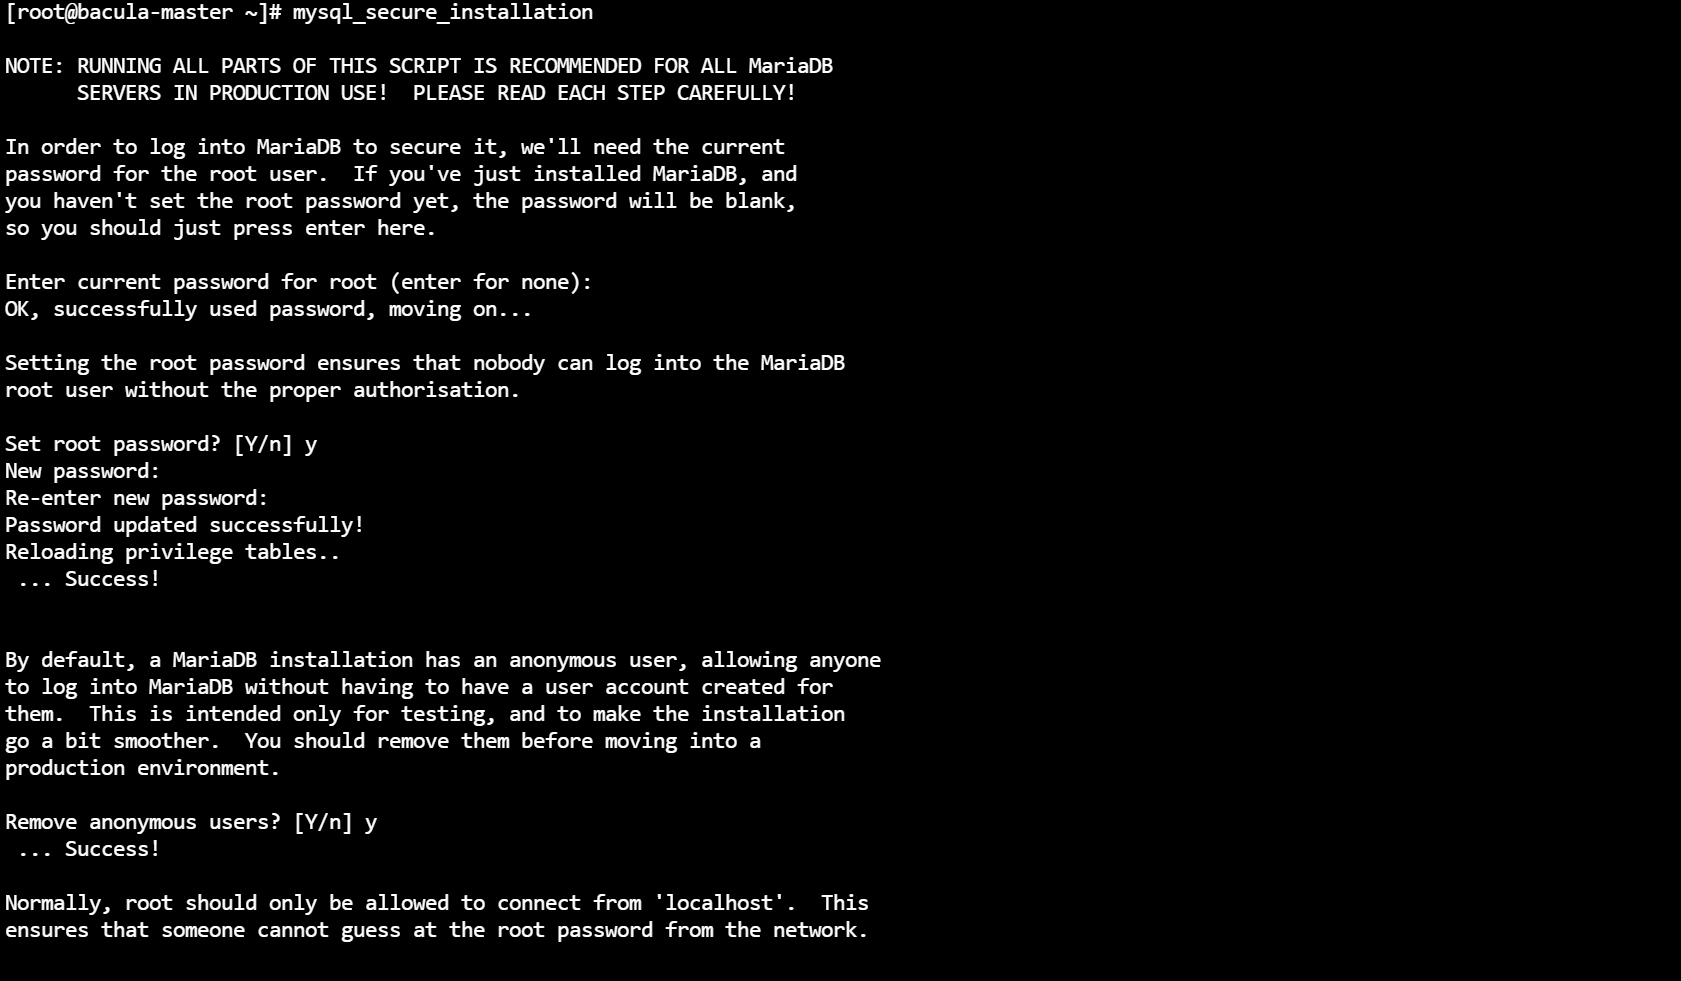 [root@bacula-master ~]# mysql_secure_installation
NOTE: RUNNING ALL PARTS OF THIS SCRIPT IS RECOMMENDED FOR ALL MariaDB
SERVERS IN PRODUCTION USE!  PLEASE READ EACH STEP CAREFULLY!
In order to log into MariaDB to secure it, we'll need the current
password for the root user.  If you've just installed MariaDB, and
you haven't set the root password yet, the password will be blank,
so you should just press enter here.
Enter current password for root (enter for none):
OK, successfully used password, moving on...
Setting the root password ensures that nobody can log into the MariaDB
root user without the proper authorisation.
Set root password? [Y/n] y
New password:
Re-enter new password:
Password updated successfully!
Reloading privilege tables..
 ... Success!
By default, a MariaDB installation has an anonymous user, allowing anyone
to log into MariaDB without having to have a user account created for
them.  This is intended only for testing, and to make the installation
go a bit smoother.  You should remove them before moving into a
production environment.
Remove anonymous users? [Y/n] y
 ... Success!
Normally, root should only be allowed to connect from 'localhost'.  This
ensures that someone cannot guess at the root password from the network.